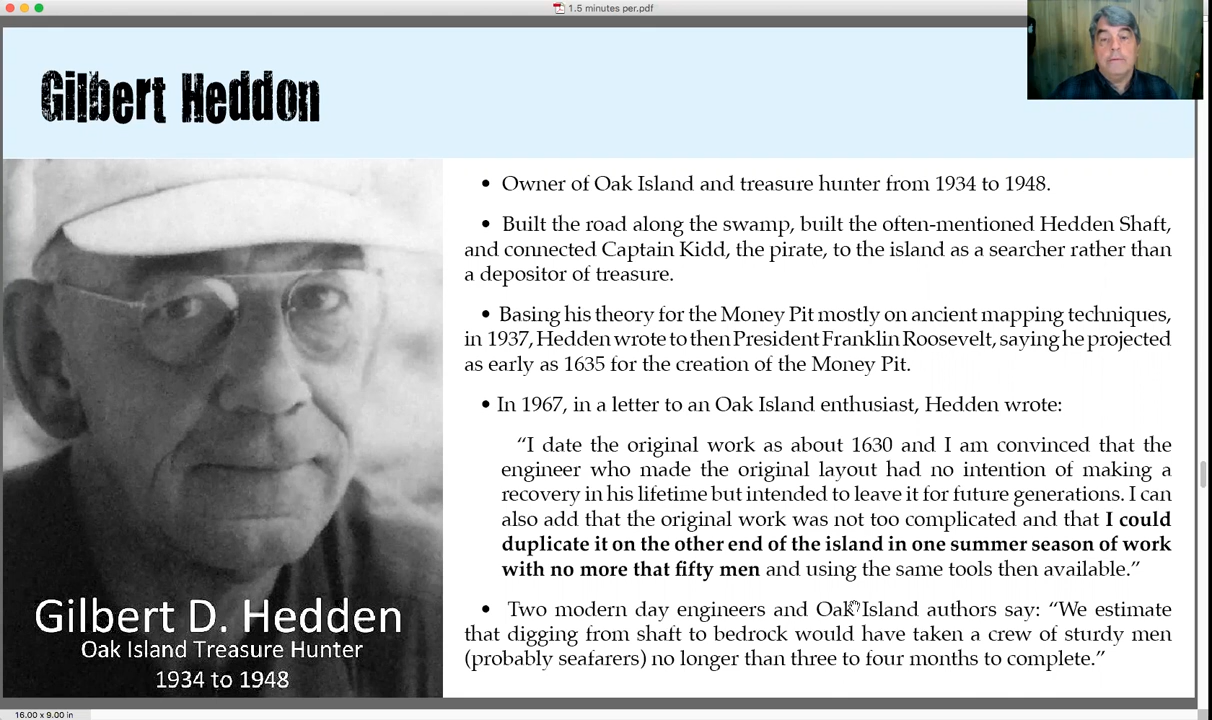 1.5 minutes per.pdf
Gilbert Heddon
• Owner of Oak Island and treasure hunter from 1934 to 1948.
• Built the road along the swamp, built the often-mentioned Hedden Shaft,
and connected Captain Kidd, the pirate, to the island as a searcher rather than
a depositor of treasure.
• Basing his theory for the Money Pit mostly on ancient mapping techniques,
in 1937, Hedden wrote to then President Franklin Roosevelt, saying he projected
as early as 1635 for the creation of the Money Pit.
• In 1967, in a letter to an Oak Island enthusiast, Hedden wrote:
“I date the original work as about 1630 and I am convinced that the
engineer who made the original layout had no intention of making a
recovery in his lifetime but intended to leave it for future generations. I can
also add that the original work was not too complicated and that I could
duplicate it on the other end of the island in one summer season of work
with no more that fifty men and using the same tools then available.”
• Two modern day engineers and Oak Island authors say: “We estimate
that digging from shaft to bedrock would have taken a crew of sturdy men
(probably seafarers) no longer than three to four months to complete.”
Gilbert D. Hedden
Oak Island Treasure Hunter
1934 to 1948
16.00 x 9.00 in